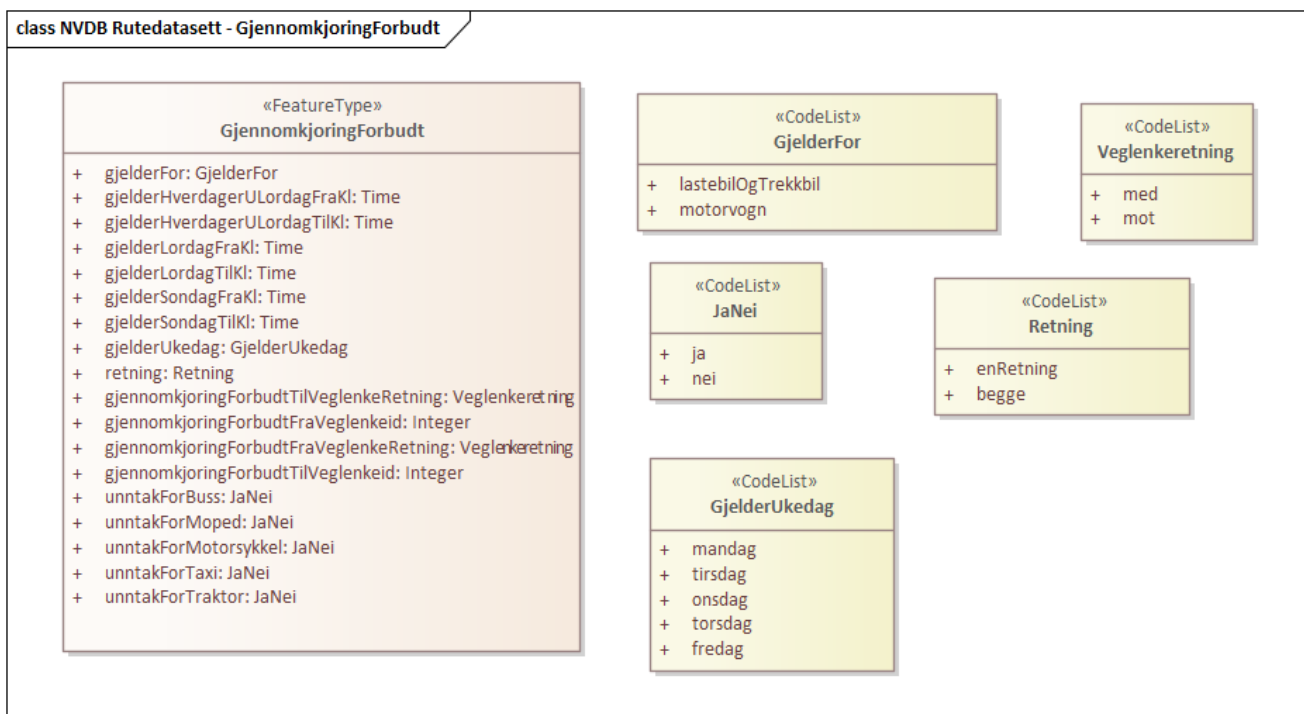 class NVDB Rutedatasett - GjennomkjoringForbudt
«FeatureType»
GjennomkjoringForbudt
+ gjelderFor: GjelderFor
+ gjelderHverdagerULordagFraKl: Time
+ gjelderHverdagerULordagTilKl: Time
+ gjelderLordagFraKl: Time
+ gjelderLordagTilKl: Time
+ gjelderSondagFraKl: Time
+ gjelderSondagTilKl: Time
+ gjelderUkedag: GjelderUkedag
+ retning: Retning
+ gjennomkjoringForbudtTilVeglenkeRetning: Veglenkeretning
+ gjennomkjoringForbudtFraVeglenkeid: Integer
+ gjennomkjoringForbudtFraVeglenkeRetning: Veglenkeretning
+ gjennomkjoringForbudtTilVeglenkeid: Integer
+ unntakForBuss: JaNei
+ unntakForMoped: JaNei
+ unntakForMotorsykkel: JaNei
+ unntakForTaxi: JaNei
+ unntakForTraktor: JaNei
«CodeList»
GjelderFor
+ lastebilOgTrekkbil
+ motorvogn
«CodeList»
Veglenkeretning
+ med
+ mot
«CodeList»
JaNei
+ ja
+ nei
«CodeList»
Retning
+ enRetning
+ begge
«CodeList»
GjelderUkedag
+ mandag
+ tirsdag
+ onsdag
+ torsdag
+ fredag